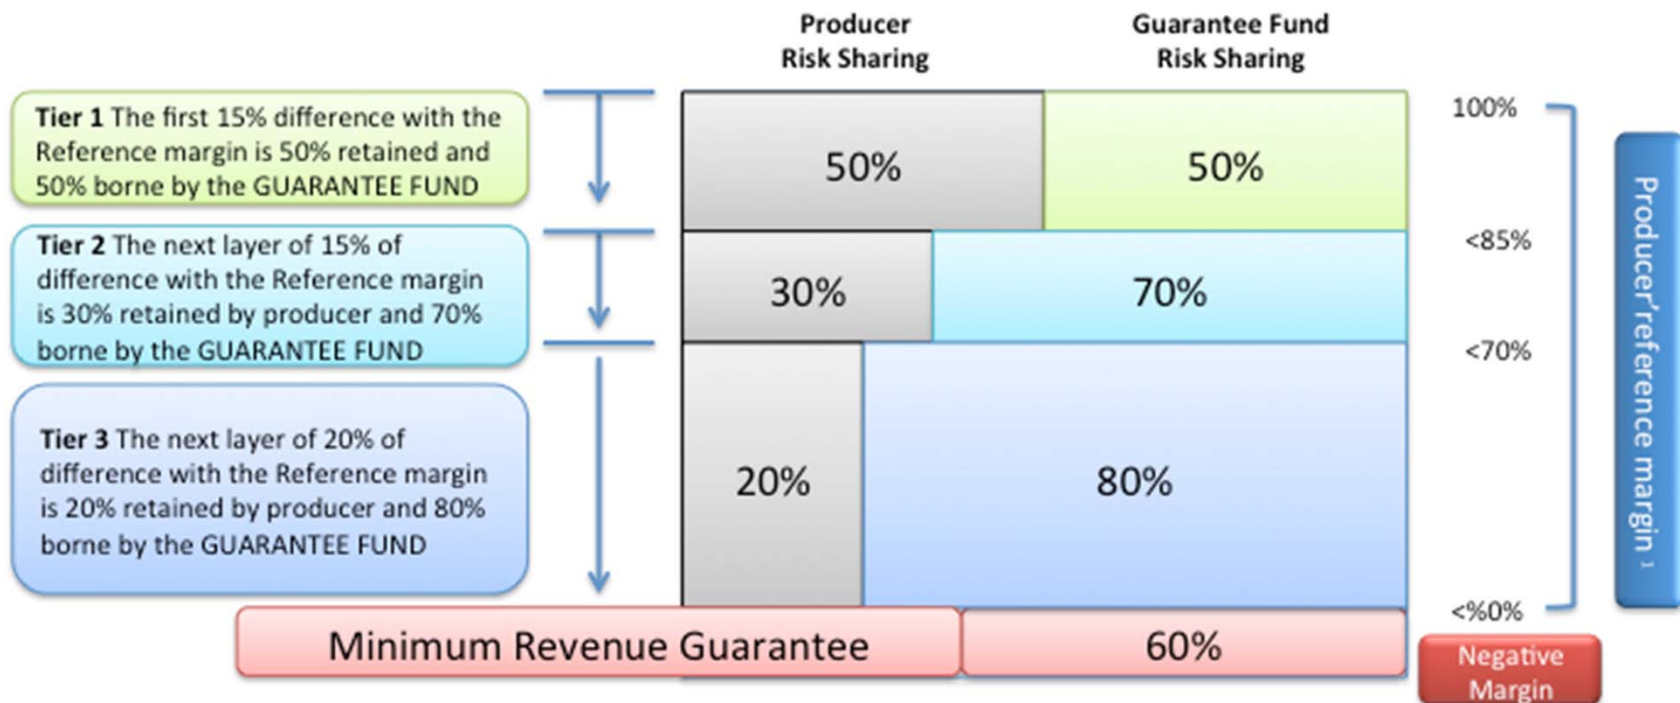 Producer
Risk Sharing
Guarantee Fund
Risk Sharing
Tier 1 The first 15% difference with the
Reference margin is 50% retained and
50% borne by the GUARANTEE FUND
50%
50%
100%
<85%
Tier 2 The next layer of 15% of
difference with the Reference margin
is 30% retained by producer and 70%
borne by the GUARANTEE FUND
30%
70%
<70%
Tier 3 The next layer of 20% of
difference with the Reference margin
is 20% retained by producer and 80%
borne by the GUARANTEE FUND
20%
80%
<%0%
Producer'reference margin ¹
Minimum Revenue Guarantee
60%
Negative
Margin